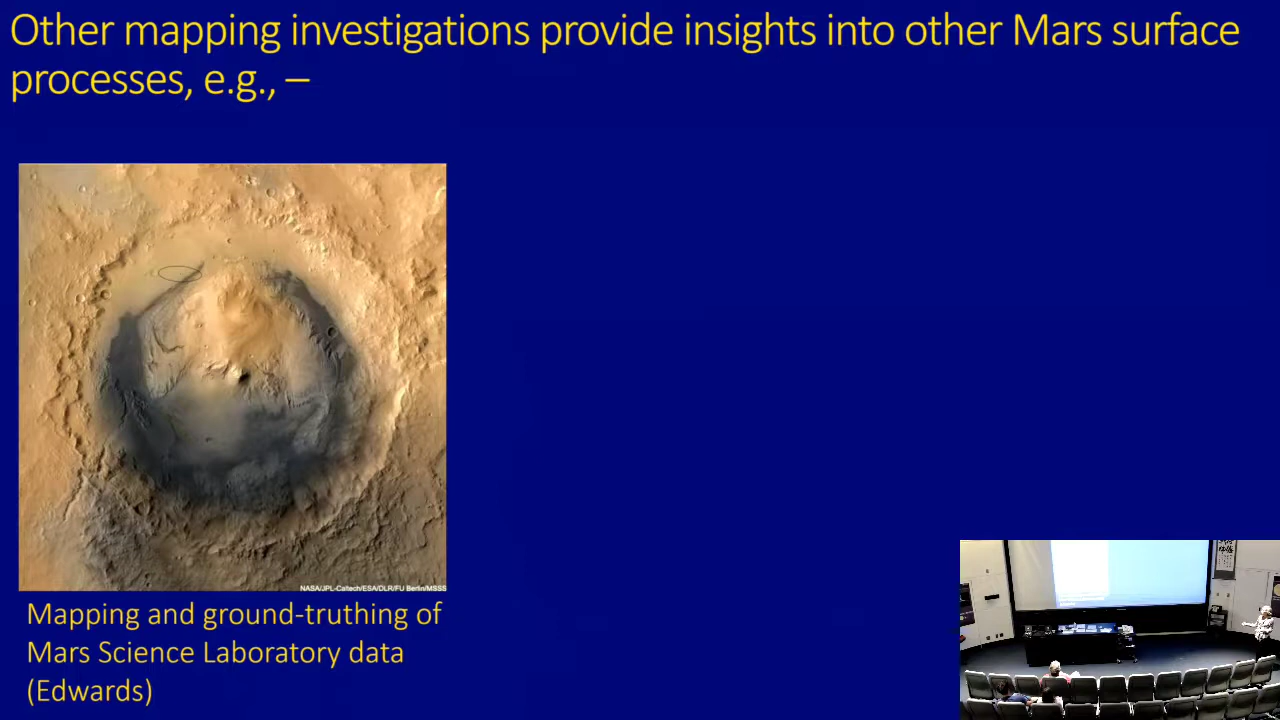 Other mapping investigations provide insights into other Mars surface
processes, e.g., –
NASA/JPL-Caltech/ESA/DLR/FU Berlin/MSSS
Mapping and ground-truthing of
Mars Science Laboratory data
(Edwards)